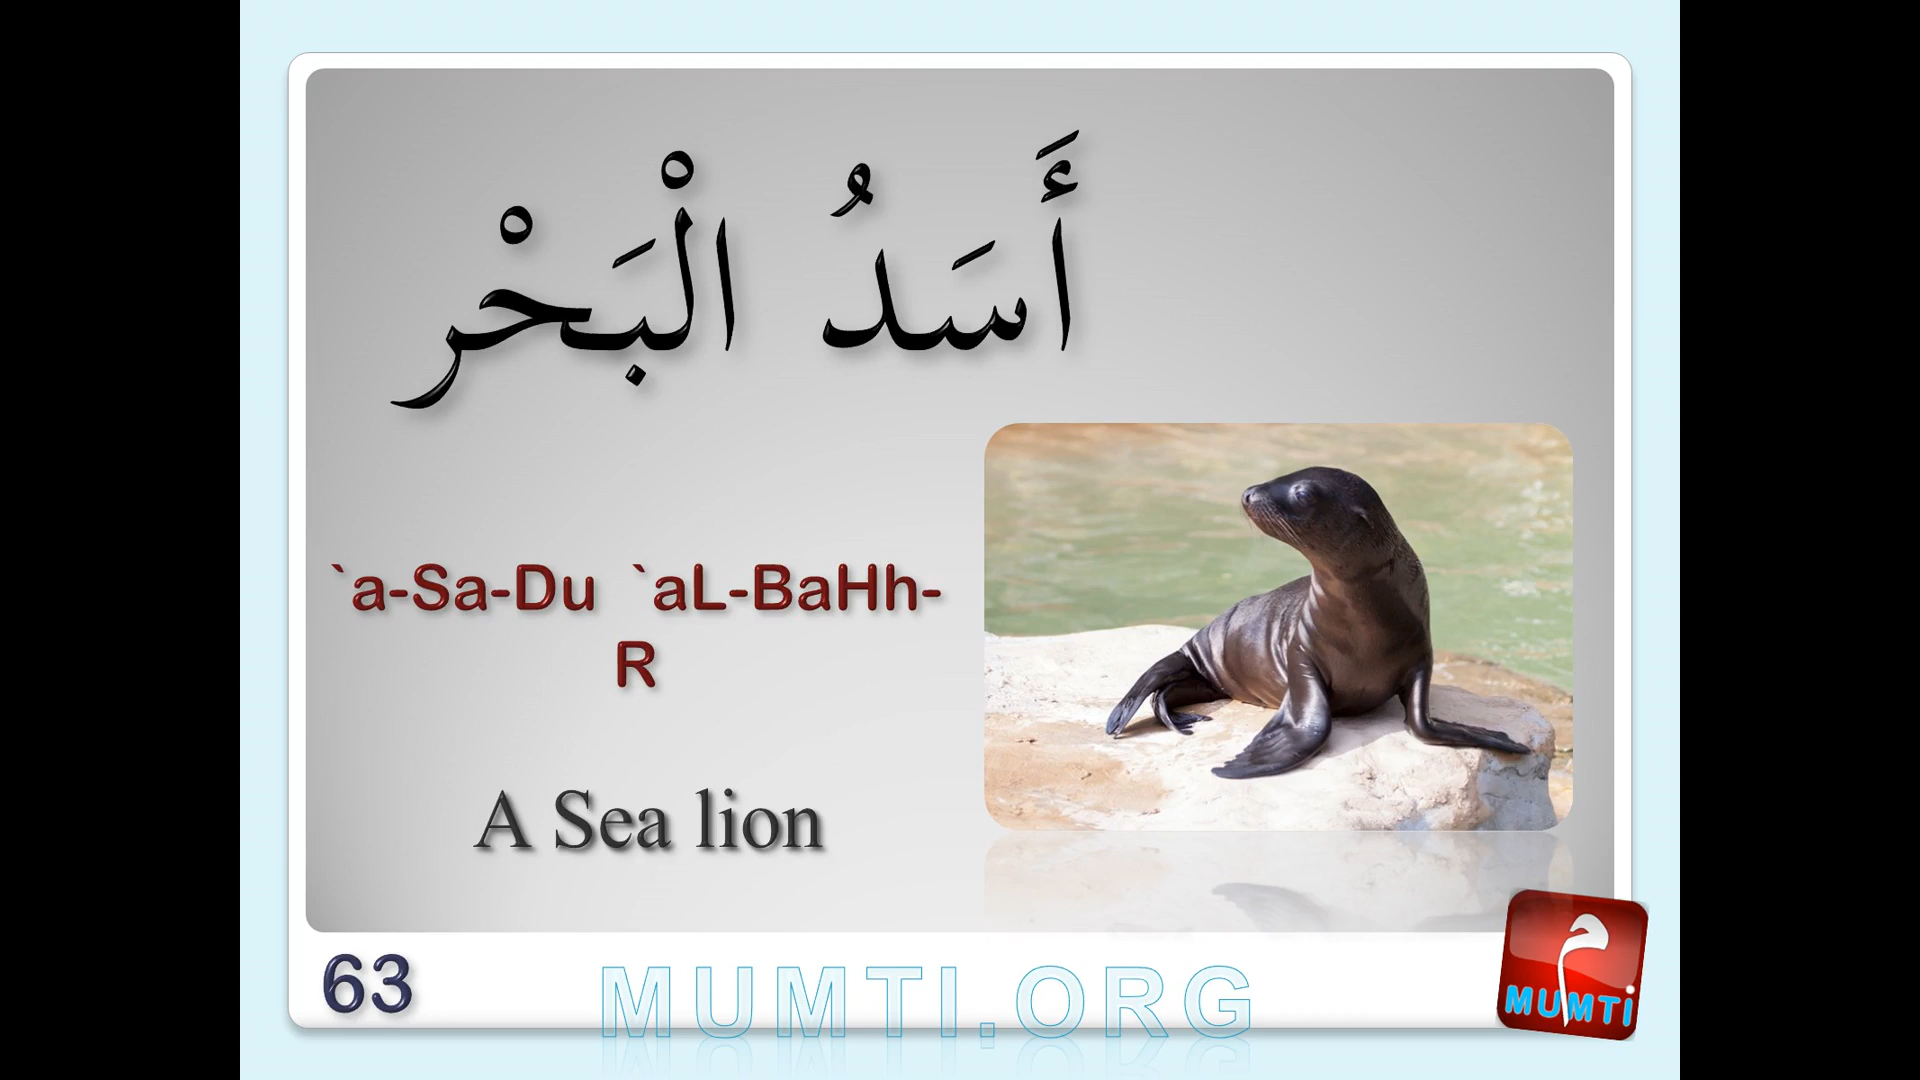 أَسَدُ الْبَحْر
`a-Sa-Du `aL-BaHh-
R
A Sea lion
63
MUMTI.ORG
م
MUMTi